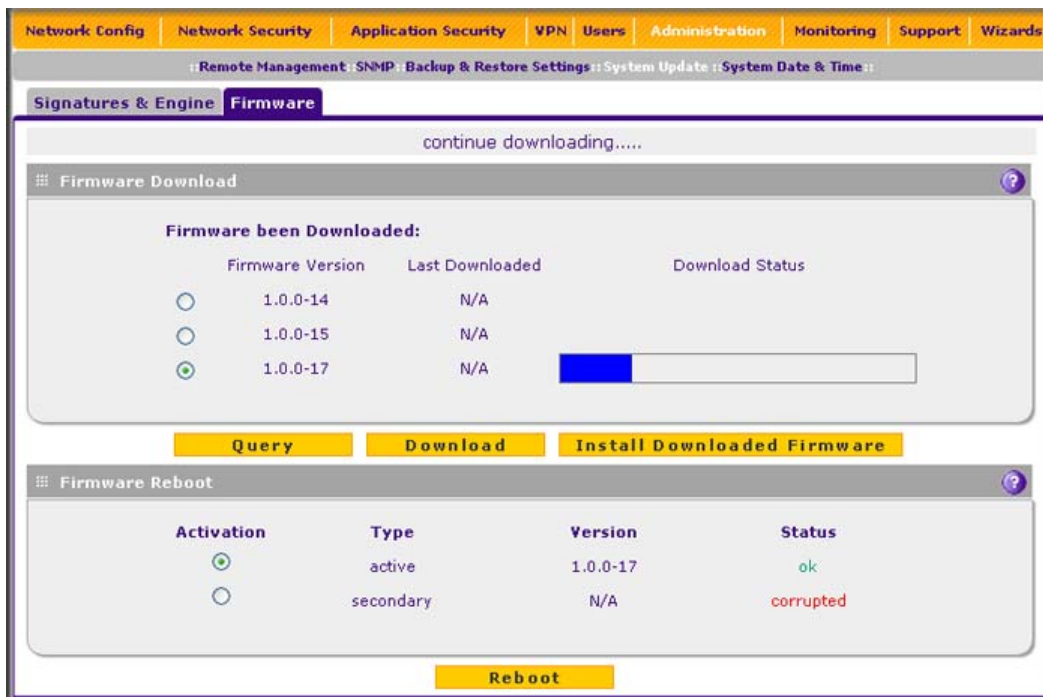 Network Config Network Security Application Security VPN Users Administration Monitoring Support Wizards
:: Remote Management :: SNMP :: Backup & Restore Settings :: System Update :: System Date & Time ::
Signatures & Engine Firmware
continue downloading.....
Firmware Download
?
Firmware been Downloaded:
Firmware Version Last Downloaded Download Status
1.0.0-14 N/A
1.0.0-15 N/A
1.0.0-17 N/A
Query Download Install Downloaded Firmware
Firmware Reboot
?
Activation Type Version Status
active 1.0.0-17 ok
secondary N/A corrupted
Reboot